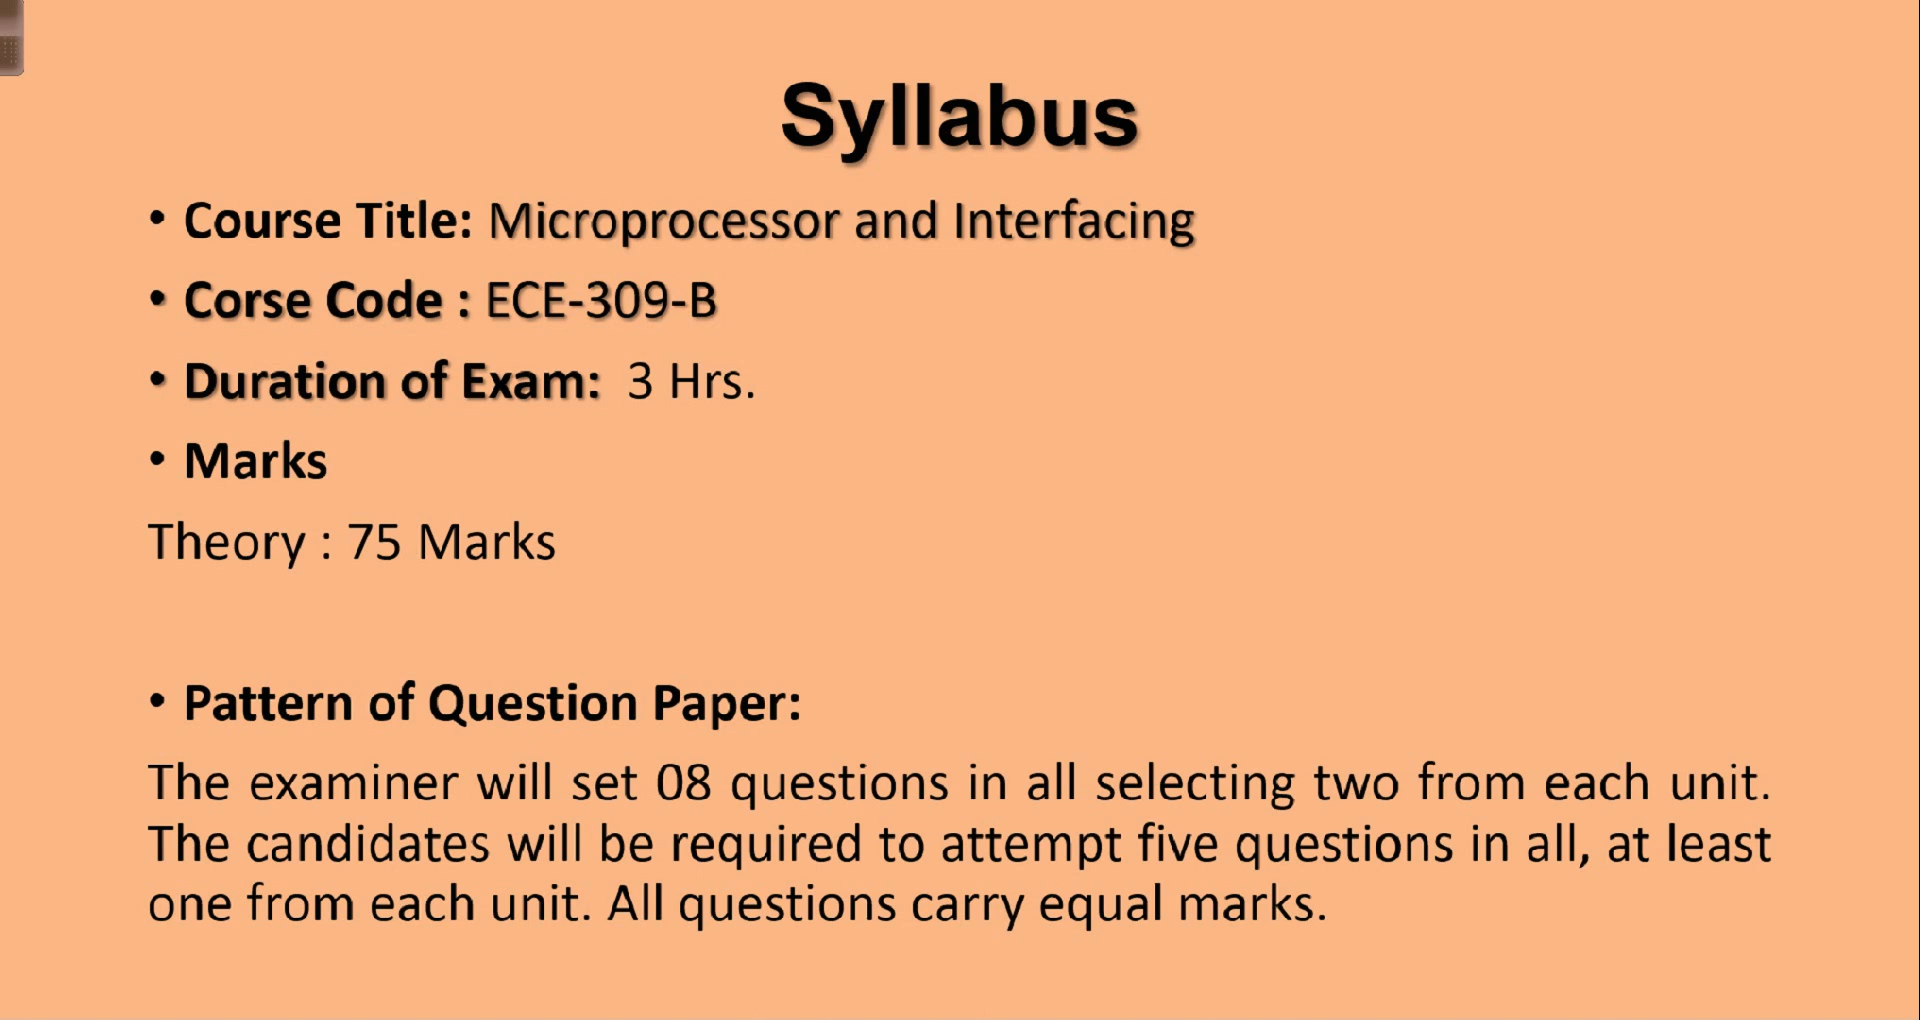 Syllabus
• Course Title: Microprocessor and Interfacing
• Corse Code : ECE-309-B
• Duration of Exam: 3 Hrs.
• Marks
Theory : 75 Marks
• Pattern of Question Paper:
The examiner will set 08 questions in all selecting two from each unit.
The candidates will be required to attempt five questions in all, at least
one from each unit. All questions carry equal marks.